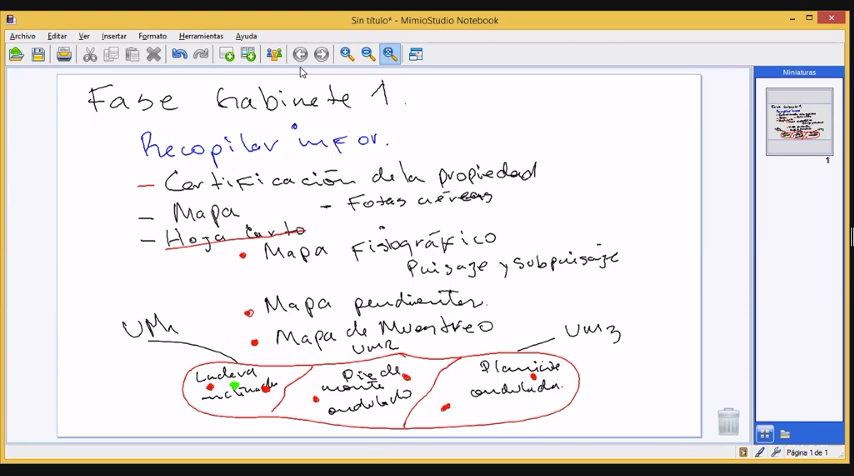 Sin título* - MimioStudio Notebook
Archivo Editar Ver Insertar Formato Herramientas Ayuda
Miniaturas
Fase Gabinete 1.
Recopilar infor.
- Certificación de la propiedad
- Mapa - Fotas aéreas
- Hoja Carto
Mapa fisiográfico
Paisaje y subpaisaje
Mapa pendientes.
Mapa de Muestreo
UM1 UM2 UM3
Ladera inclinada
Pie de monte ondulado
Planicie ondulada.
1
Página 1 de 1